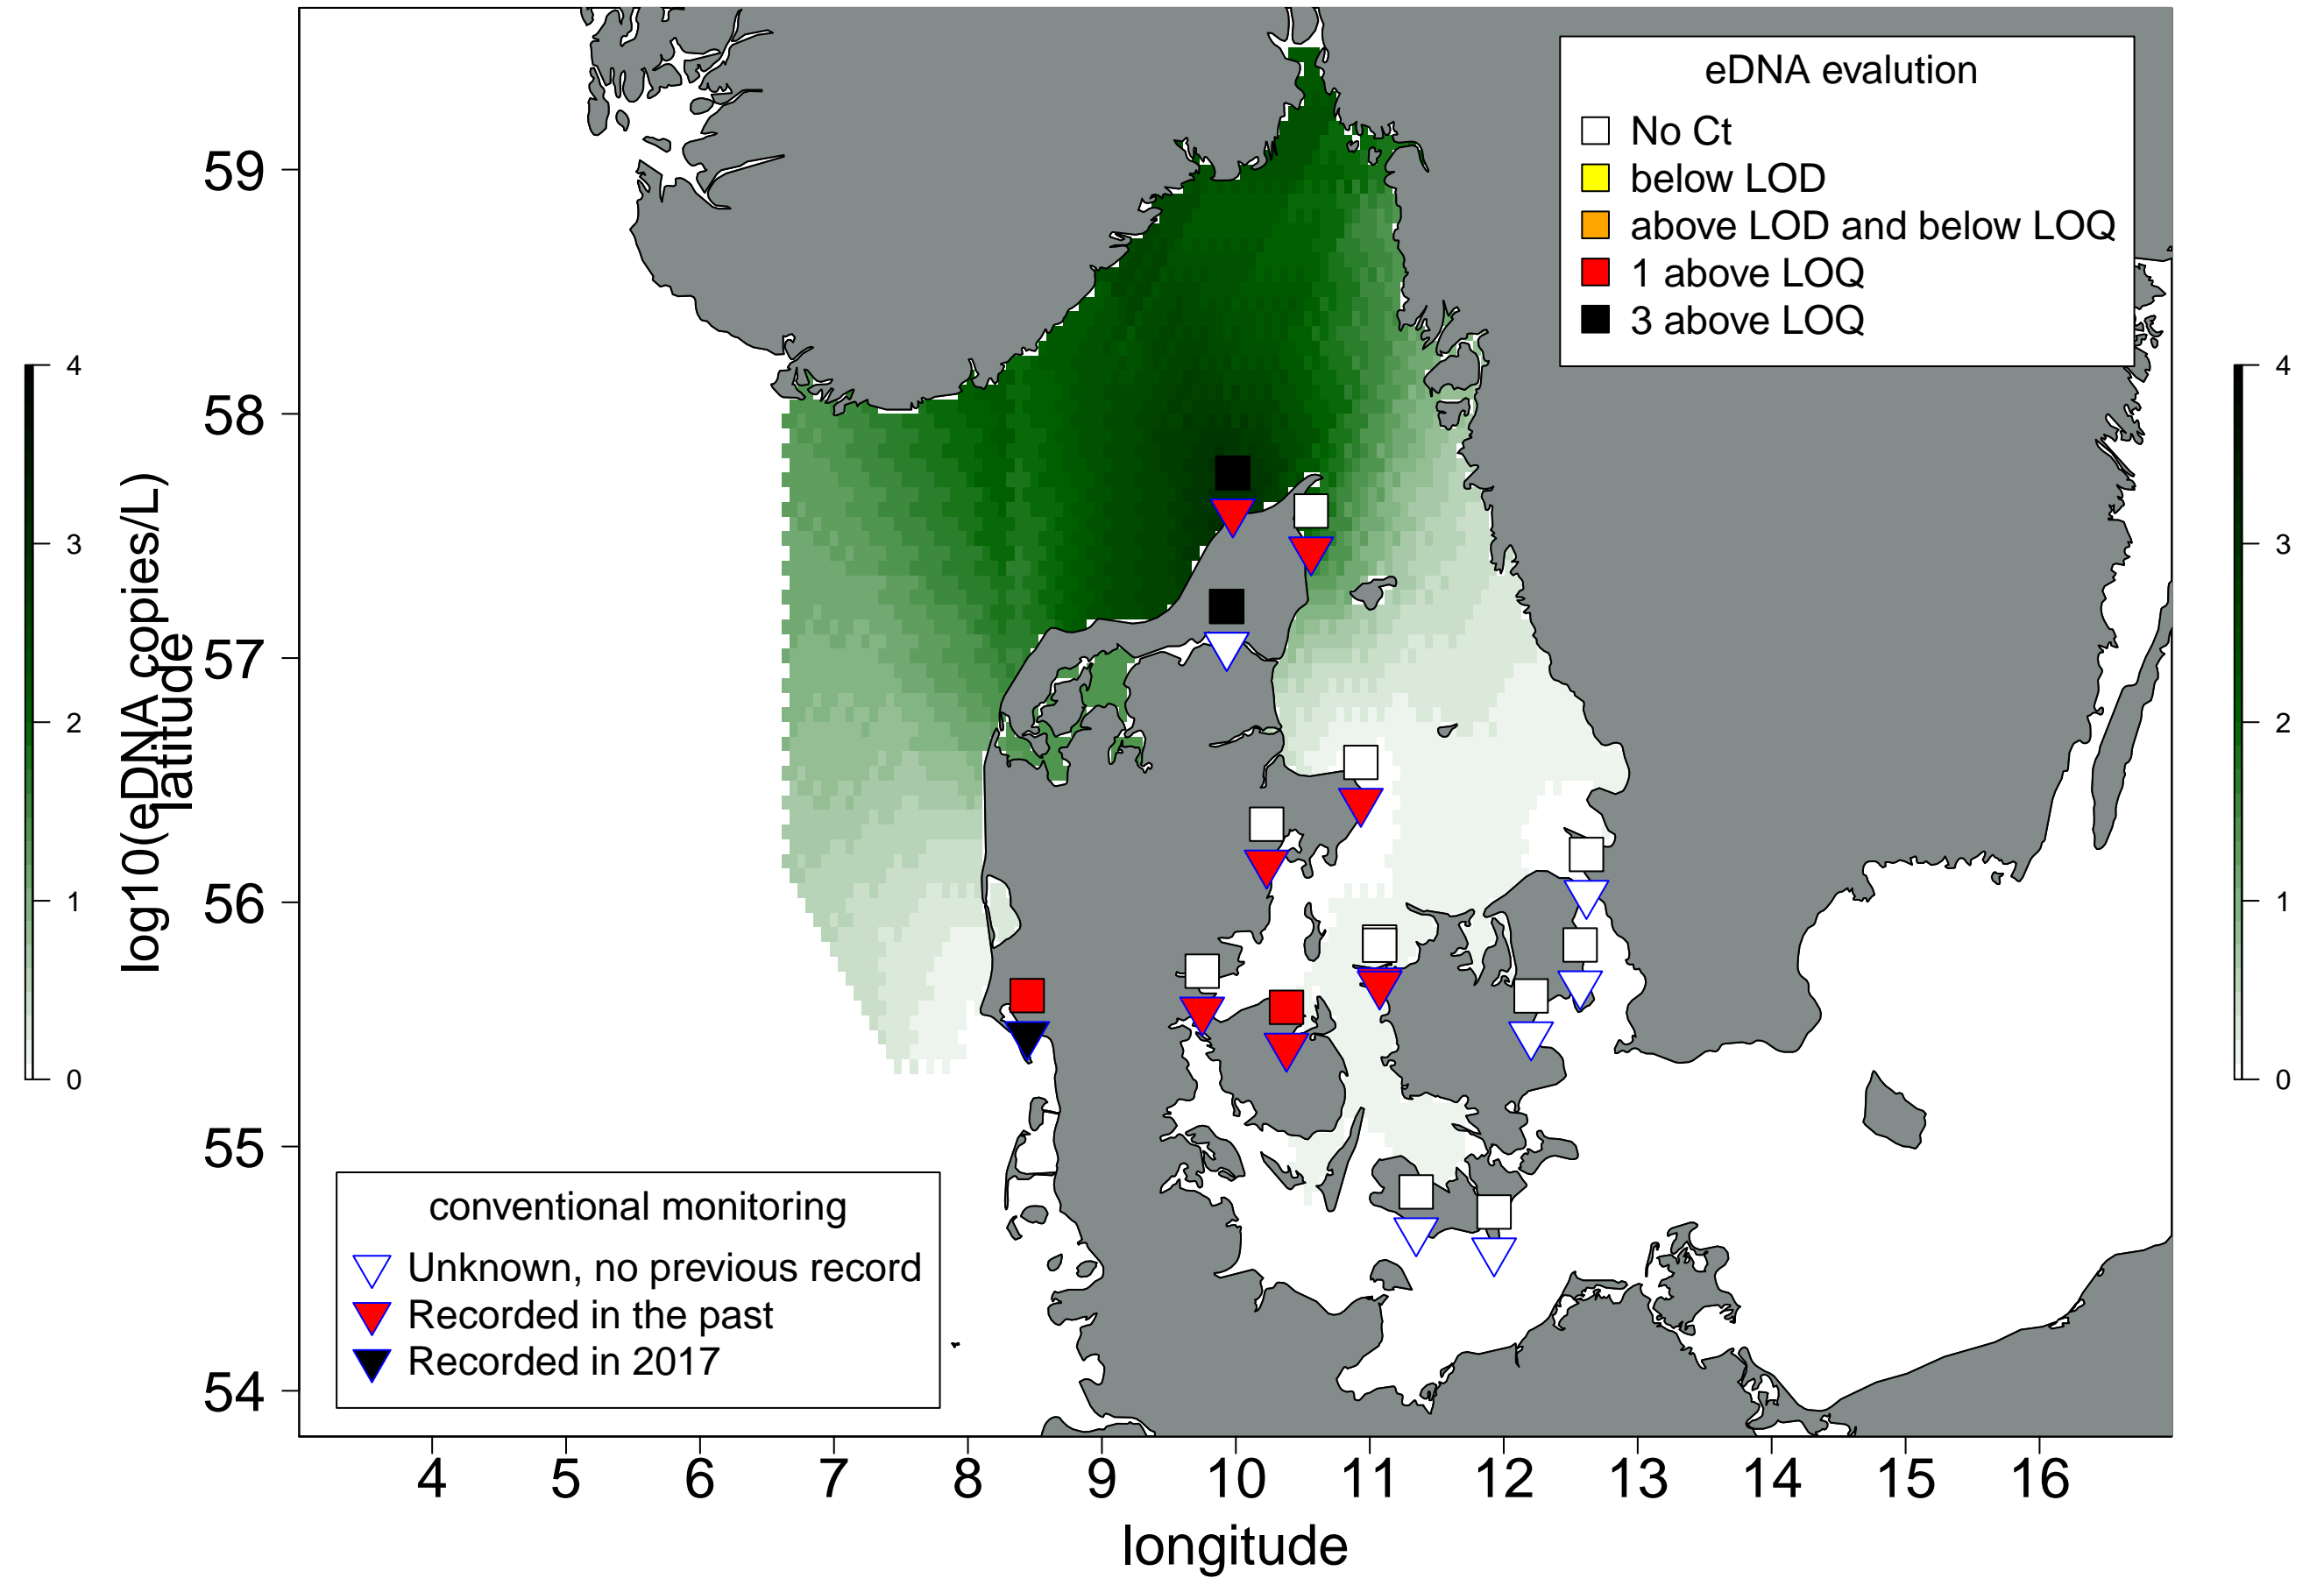 eDNA evalution
No Ct
below LOD
above LOD and below LOQ
1 above LOQ
3 above LOQ
59
58
57
56
55
54
latitude
log10(eDNA copies/L)
4
3
2
1
0
4
3
2
1
0
conventional monitoring
Unknown, no previous record
Recorded in the past
Recorded in 2017
4 5 6 7 8 9 10 11 12 13 14 15 16
longitude